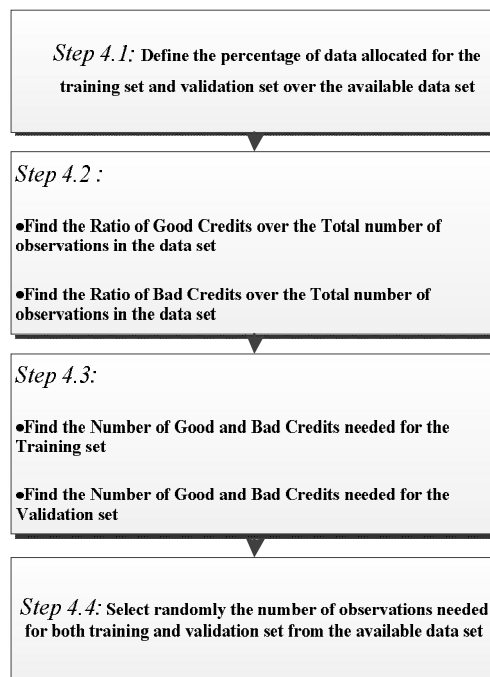 Step 4.1: Define the percentage of data allocated for the
training set and validation set over the available data set
Step 4.2 :
●Find the Ratio of Good Credits over the Total number of
observations in the data set
●Find the Ratio of Bad Credits over the Total number of
observations in the data set
Step 4.3:
●Find the Number of Good and Bad Credits needed for the
Training set
●Find the Number of Good and Bad Credits needed for the
Validation set
Step 4.4: Select randomly the number of observations needed
for both training and validation set from the available data set